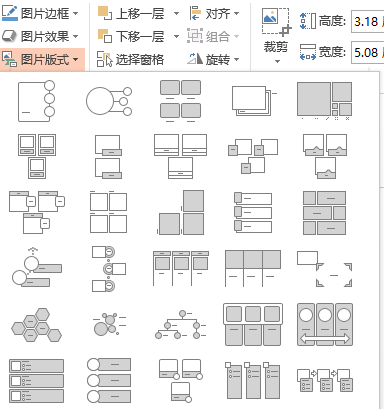 图片边框 上移一层 对齐 高度: 3.18
图片效果 下移一层 组合 裁剪 宽度: 5.08
图片版式 选择窗格 旋转